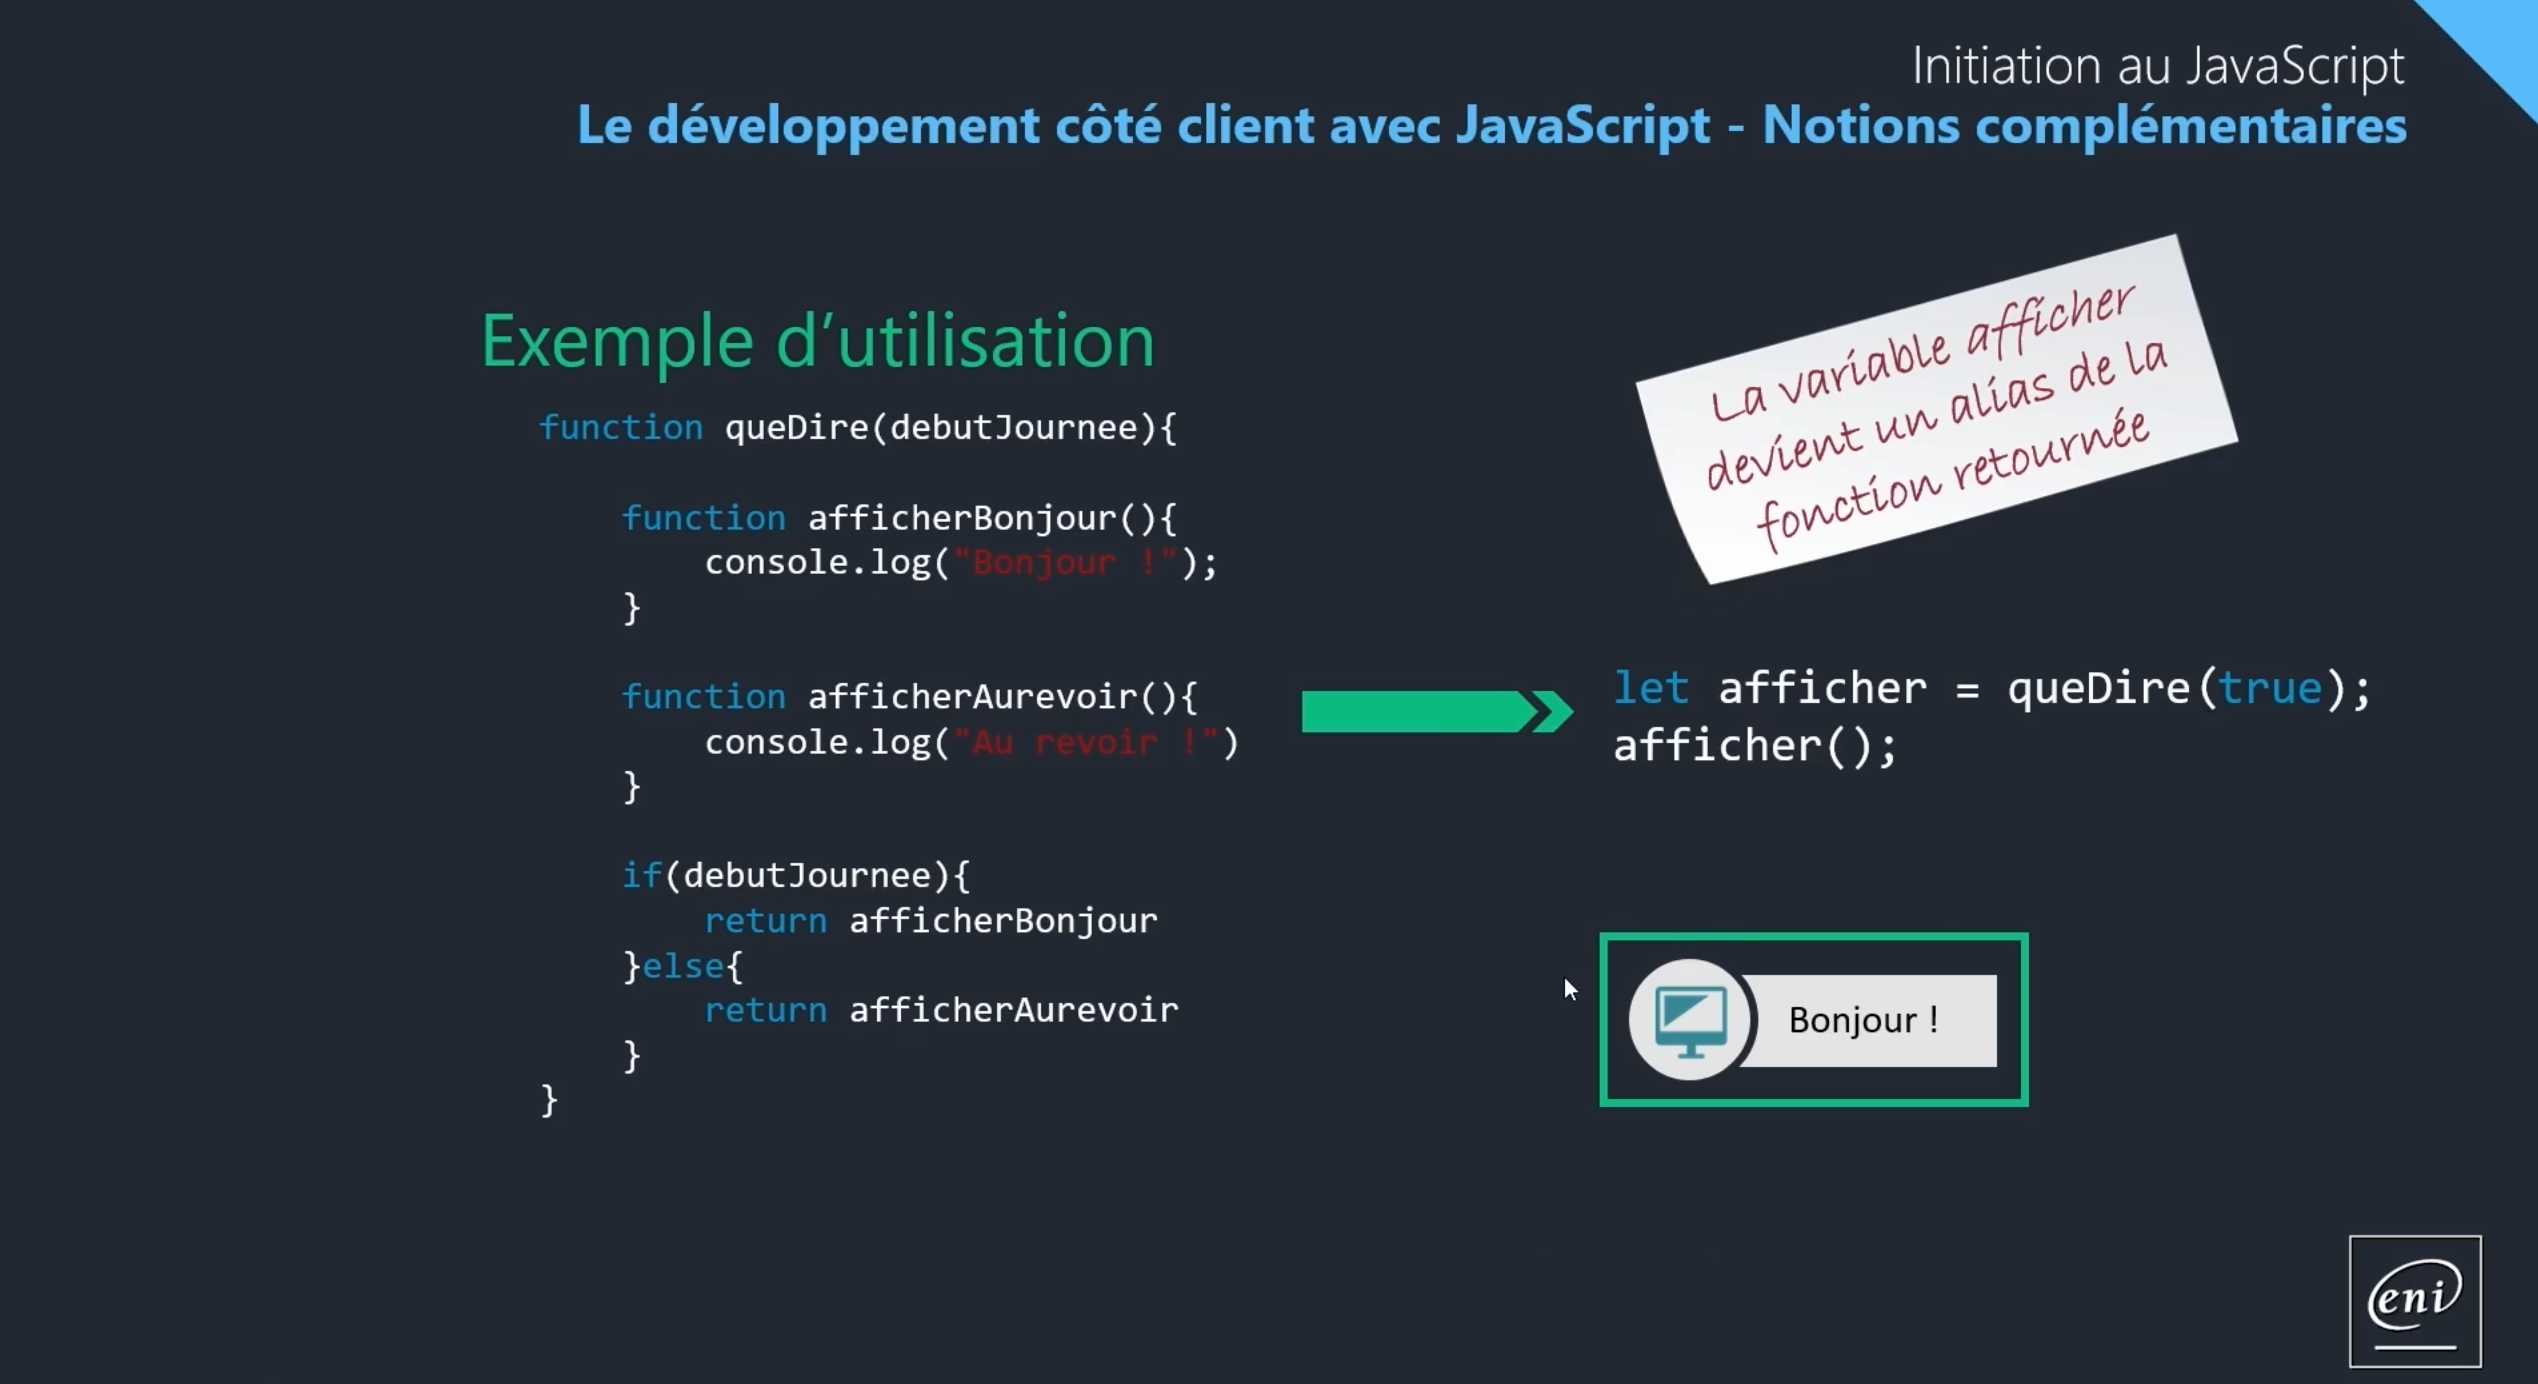 Initiation au JavaScript
Le développement côté client avec JavaScript - Notions complémentaires
Exemple d’utilisation
function queDire(debutJournee){
function afficherBonjour(){
console.log("Bonjour !");
}
function afficherAurevoir(){
console.log("Au revoir !")
}
if(debutJournee){
return afficherBonjour
}else{
return afficherAurevoir
}
}
La variable afficher
devient un alias de la
fonction retournée
let afficher = queDire(true);
afficher();
Bonjour !
eni